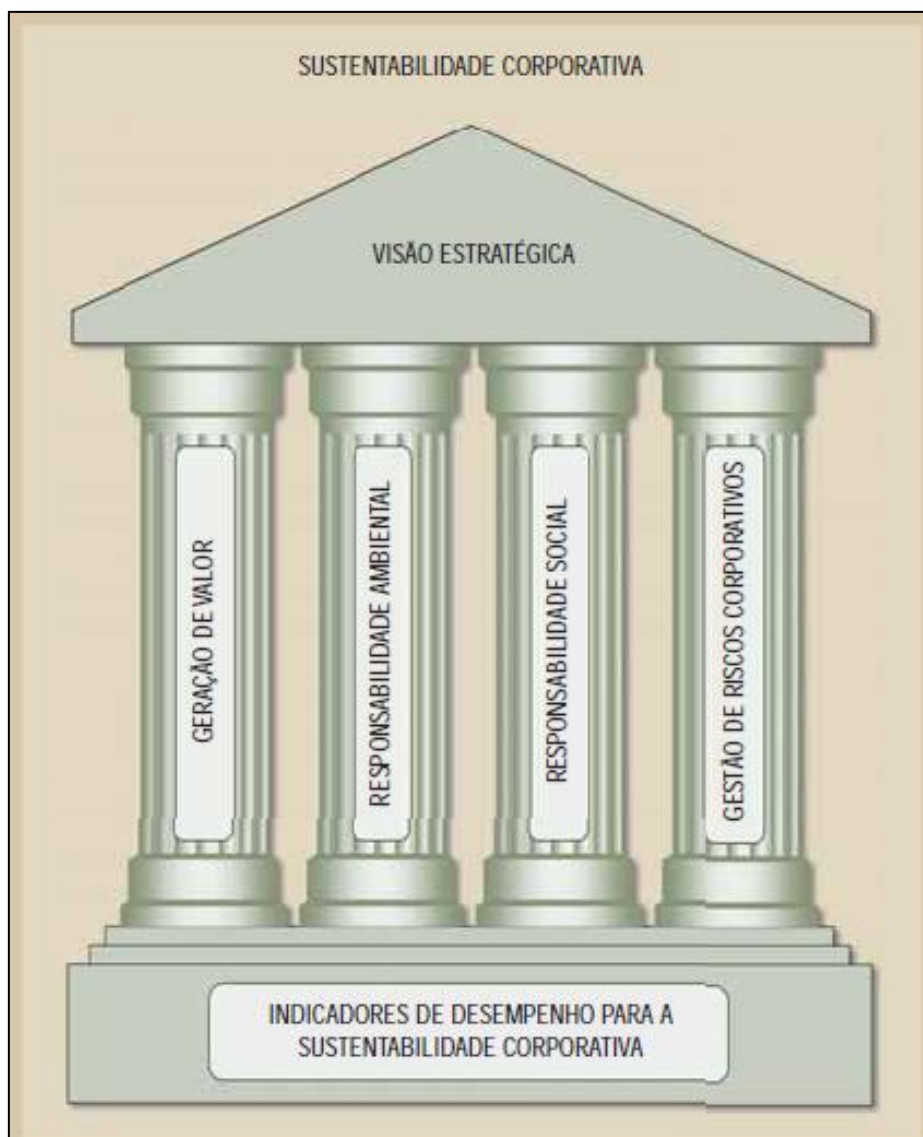 SUSTENTABILIDADE CORPORATIVA
VISÃO ESTRATÉGICA
GERAÇÃO DE VALOR
RESPONSABILIDADE AMBIENTAL
RESPONSABILIDADE SOCIAL
GESTÃO DE RISCOS CORPORATIVOS
INDICADORES DE DESEMPENHO PARA A
SUSTENTABILIDADE CORPORATIVA